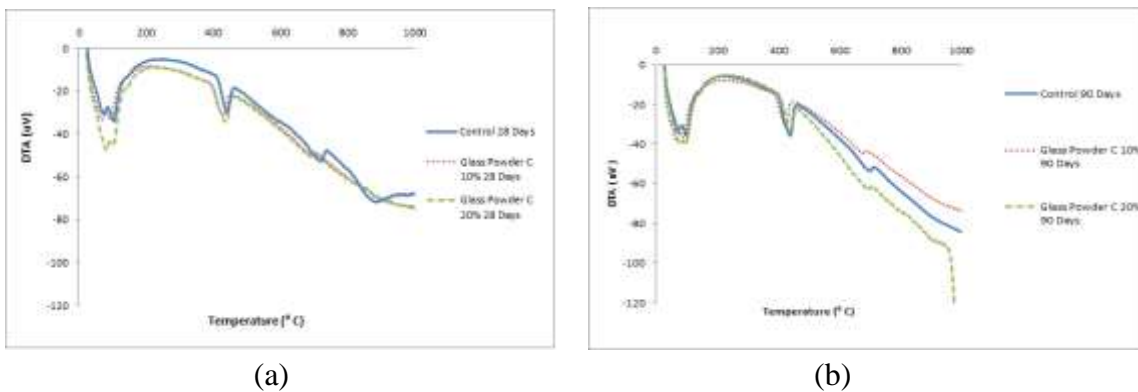 0 200 400 600 800 1000
0
-20
-40
-60
-80
-100
-120
DTA (uV)
Temperature (⁰ C)
Control 28 Days
Glass Powder C
10% 28 Days
Glass Powder C
20% 28 Days
(a)
0 200 400 600 800 1000
0
-20
-40
-60
-80
-100
-120
DTA ( uV)
Temperature (⁰ C)
Control 90 Days
Glass Powder C 10%
90 Days
Glass Powder C 20%
90 Days
(b)